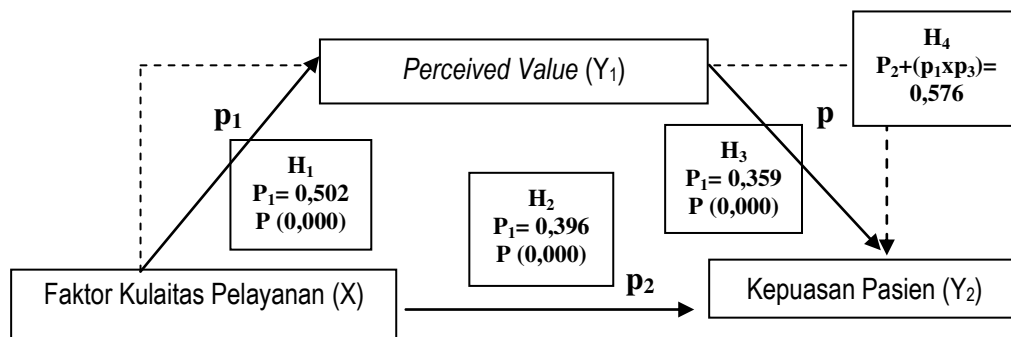 Perceived Value (Y₁)
H₄
P₂+(p₁xp₃)=
0,576
p₁
p
H₁
P₁= 0,502
P (0,000)
H₂
P₁= 0,396
P (0,000)
H₃
P₁= 0,359
P (0,000)
Faktor Kulaitas Pelayanan (X)
p₂
Kepuasan Pasien (Y₂)